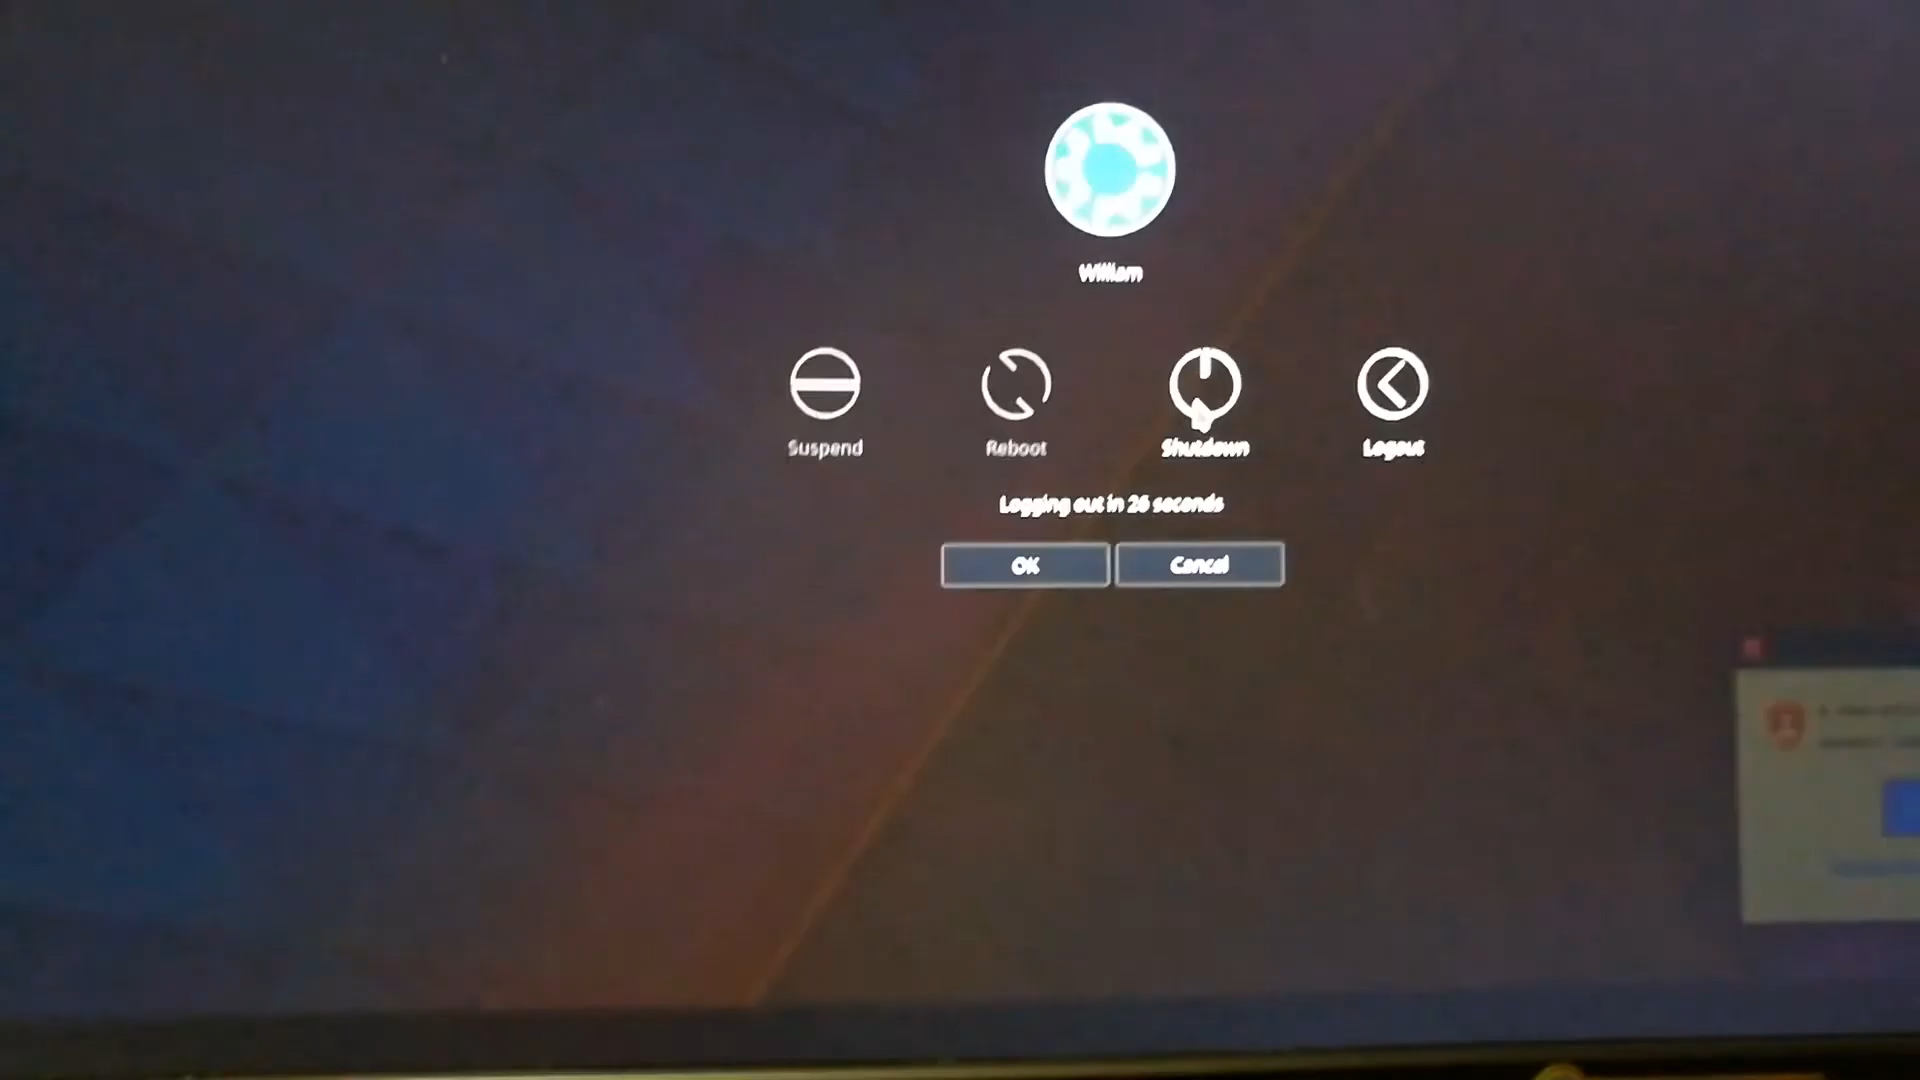 William
Suspend
Reboot
Shutdown
Logout
Logging out in 26 seconds
OK
Cancel